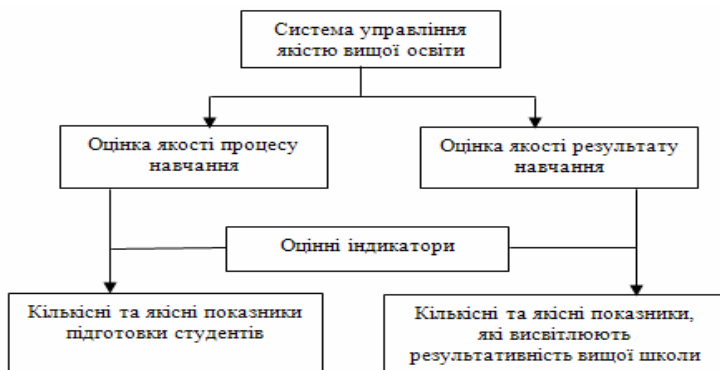 Система управління
якістю вищої освіти
Оцінка якості процесу
навчання
Оцінка якості результату
навчання
Оцінні індикатори
Кількісні та якісні показники
підготовки студентів
Кількісні та якісні показники,
які висвітлюють
результативність вищої школи